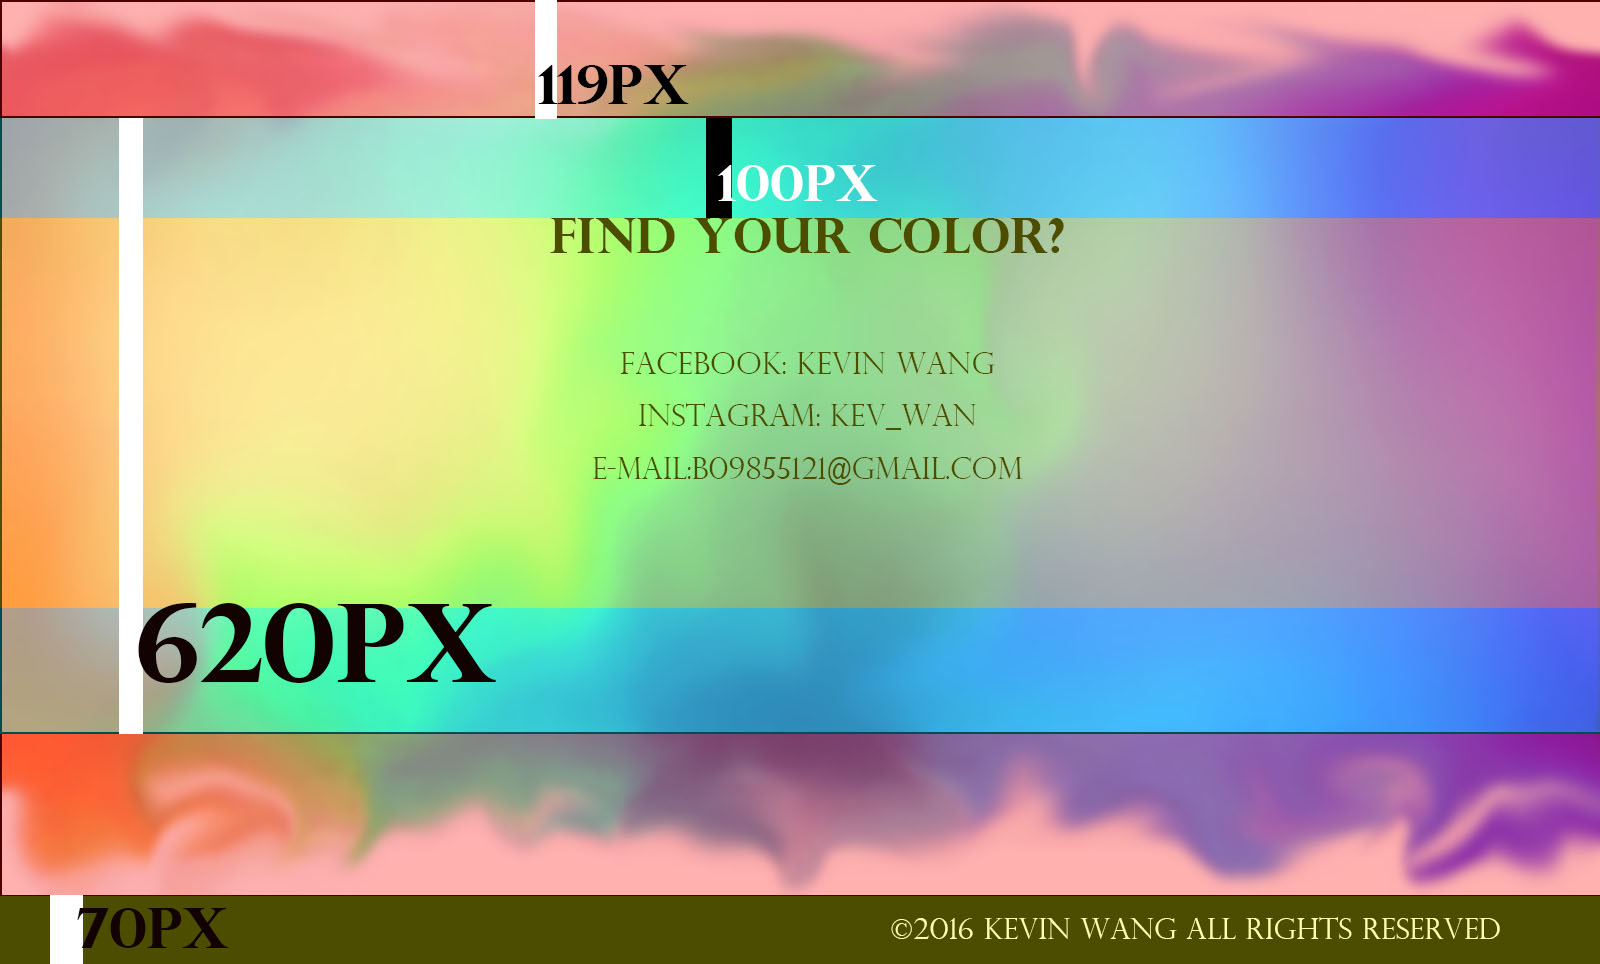 119PX
100PX
FIND YOUR COLOR?
FACEBOOK: KEVIN WANG
INSTAGRAM: KEV_WAN
E-MAIL:B09855121@GMAIL.COM
620PX
70PX
©2016 KEVIN WANG ALL RIGHTS RESERVED